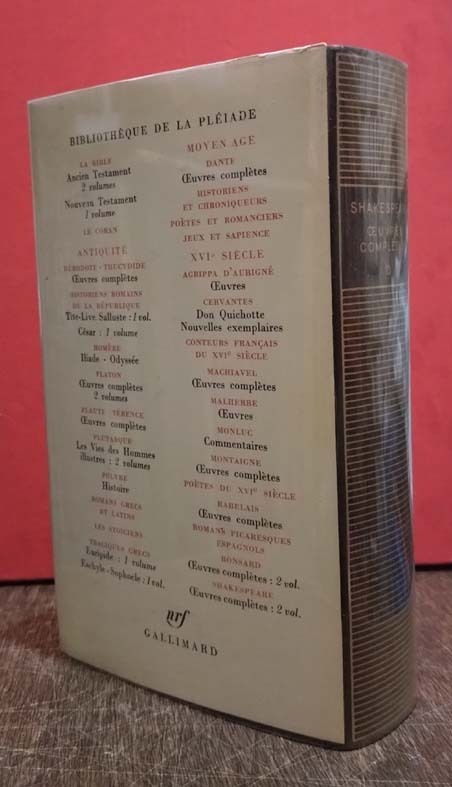 BIBLIOTHÈQUE DE LA PLÉIADE
LA BIBLE
Ancien Testament
2 volumes
Nouveau Testament
1 volume
LE CORAN
ANTIQUITÉ
HÉRODOTE - THUCYDIDE
Œuvres complètes
HISTORIENS ROMAINS
DE LA RÉPUBLIQUE
Tite-Live Salluste : 1 vol.
César : 1 volume
HOMÈRE
Iliade - Odyssée
PLATON
Œuvres complètes
2 volumes
PLAUTE - TÉRENCE
Œuvres complètes
PLUTARQUE
Les Vies des Hommes
illustres : 2 volumes
POLYBE
Histoire
ROMANS GRECS
ET LATINS
LES STOÏCIENS
TRAGIQUES GRECS
Euripide : 1 volume
Eschyle - Sophocle : 1 vol.
MOYEN AGE
DANTE
Œuvres complètes
HISTORIENS
ET CHRONIQUEURS
POÈTES ET ROMANCIERS
JEUX ET SAPIENCE
XVIe SIÈCLE
AGRIPPA D'AUBIGNÉ
Œuvres
CERVANTES
Don Quichotte
Nouvelles exemplaires
CONTEURS FRANÇAIS
DU XVIe SIÈCLE
MACHIAVEL
Œuvres complètes
MALHERBE
Œuvres
MONLUC
Commentaires
MONTAIGNE
Œuvres complètes
POÈTES DU XVIe SIÈCLE
RABELAIS
Œuvres complètes
ROMANS PICARESQUES
ESPAGNOLS
RONSARD
Œuvres complètes : 2 vol.
SHAKESPEARE
Œuvres complètes : 2 vol.
nrf
GALLIMARD
SHAKESPEARE
ŒUVRES
COMPLÈTES